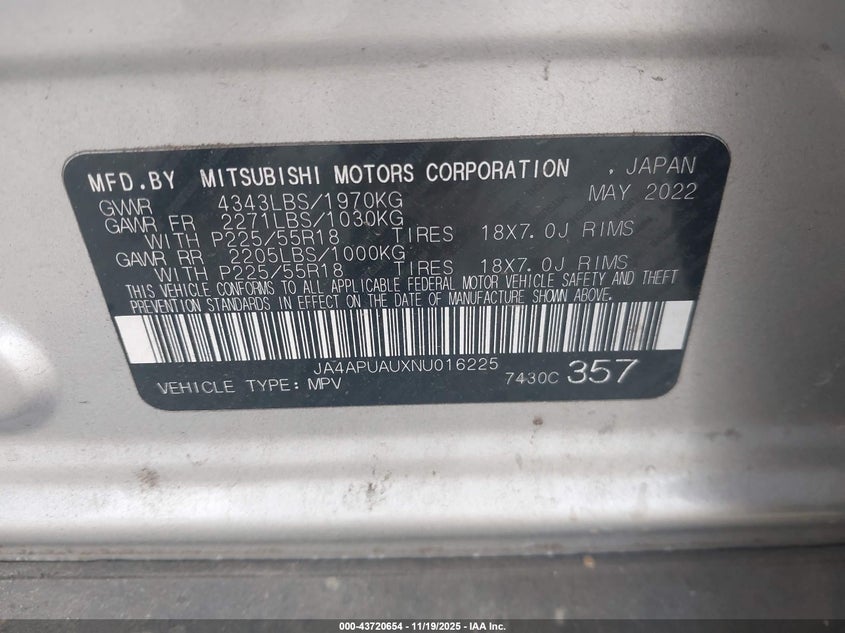 MFD.BY MITSUBISHI MOTORS CORPORATION , JAPAN
GVWR 4343LBS/1970KG MAY 2022
GAWR FR 2271LBS/1030KG
WITH P225/55R18 TIRES 18X7.0J RIMS
GAWR RR 2205LBS/1000KG
WITH P225/55R18 TIRES 18X7.0J RIMS
THIS VEHICLE CONFORMS TO ALL APPLICABLE FEDERAL MOTOR VEHICLE SAFETY AND THEFT
PREVENTION STANDARDS IN EFFECT ON THE DATE OF MANUFACTURE SHOWN ABOVE.
JA4APUAUXNU016225
VEHICLE TYPE: MPV 7430C 357
000-43720654 - 11/19/2025 - IAA Inc.